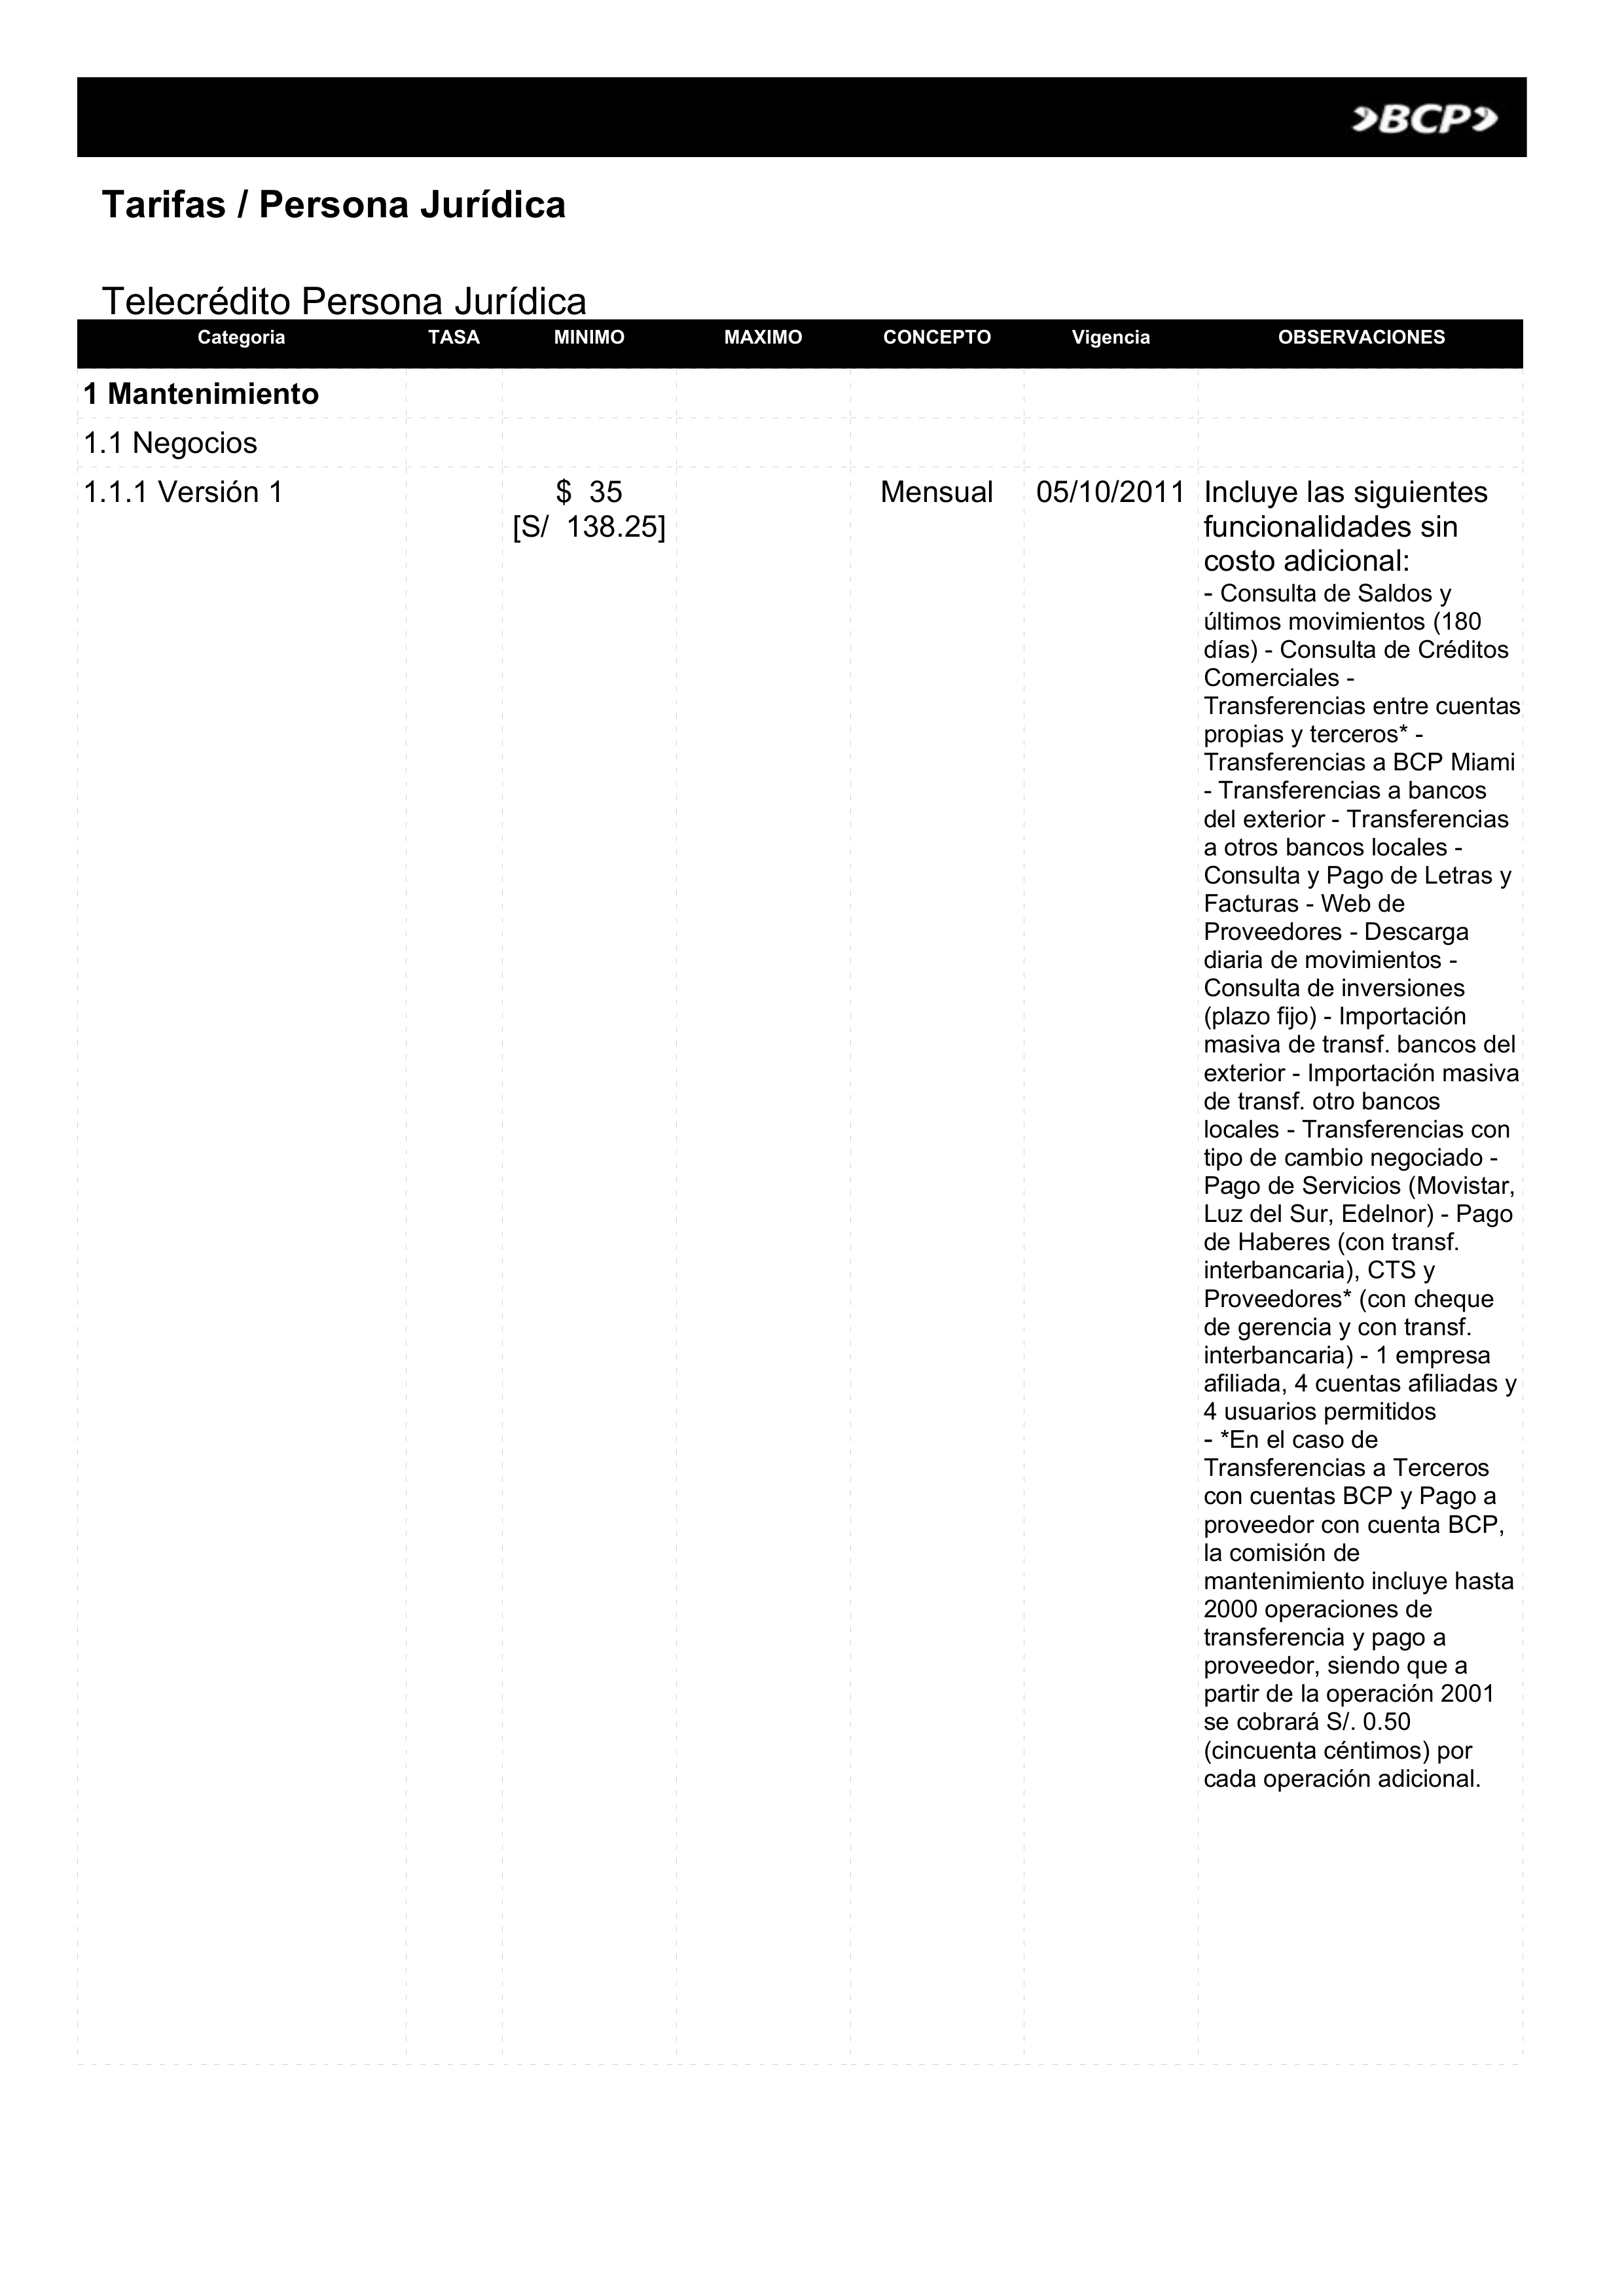 BCP
Tarifas / Persona Jurídica
Telecrédito Persona Jurídica
Categoria TASA MINIMO MAXIMO CONCEPTO Vigencia OBSERVACIONES
1 Mantenimiento
1.1 Negocios
1.1.1 Versión 1 $ 35 Mensual 05/10/2011 Incluye las siguientes
[S/ 138.25] funcionalidades sin
costo adicional:
- Consulta de Saldos y
últimos movimientos (180
días) - Consulta de Créditos
Comerciales -
Transferencias entre cuentas
propias y terceros* -
Transferencias a BCP Miami
- Transferencias a bancos
del exterior - Transferencias
a otros bancos locales -
Consulta y Pago de Letras y
Facturas - Web de
Proveedores - Descarga
diaria de movimientos -
Consulta de inversiones
(plazo fijo) - Importación
masiva de transf. bancos del
exterior - Importación masiva
de transf. otro bancos
locales - Transferencias con
tipo de cambio negociado -
Pago de Servicios (Movistar,
Luz del Sur, Edelnor) - Pago
de Haberes (con transf.
interbancaria), CTS y
Proveedores* (con cheque
de gerencia y con transf.
interbancaria) - 1 empresa
afiliada, 4 cuentas afiliadas y
4 usuarios permitidos
- *En el caso de
Transferencias a Terceros
con cuentas BCP y Pago a
proveedor con cuenta BCP,
la comisión de
mantenimiento incluye hasta
2000 operaciones de
transferencia y pago a
proveedor, siendo que a
partir de la operación 2001
se cobrará S/. 0.50
(cincuenta céntimos) por
cada operación adicional.